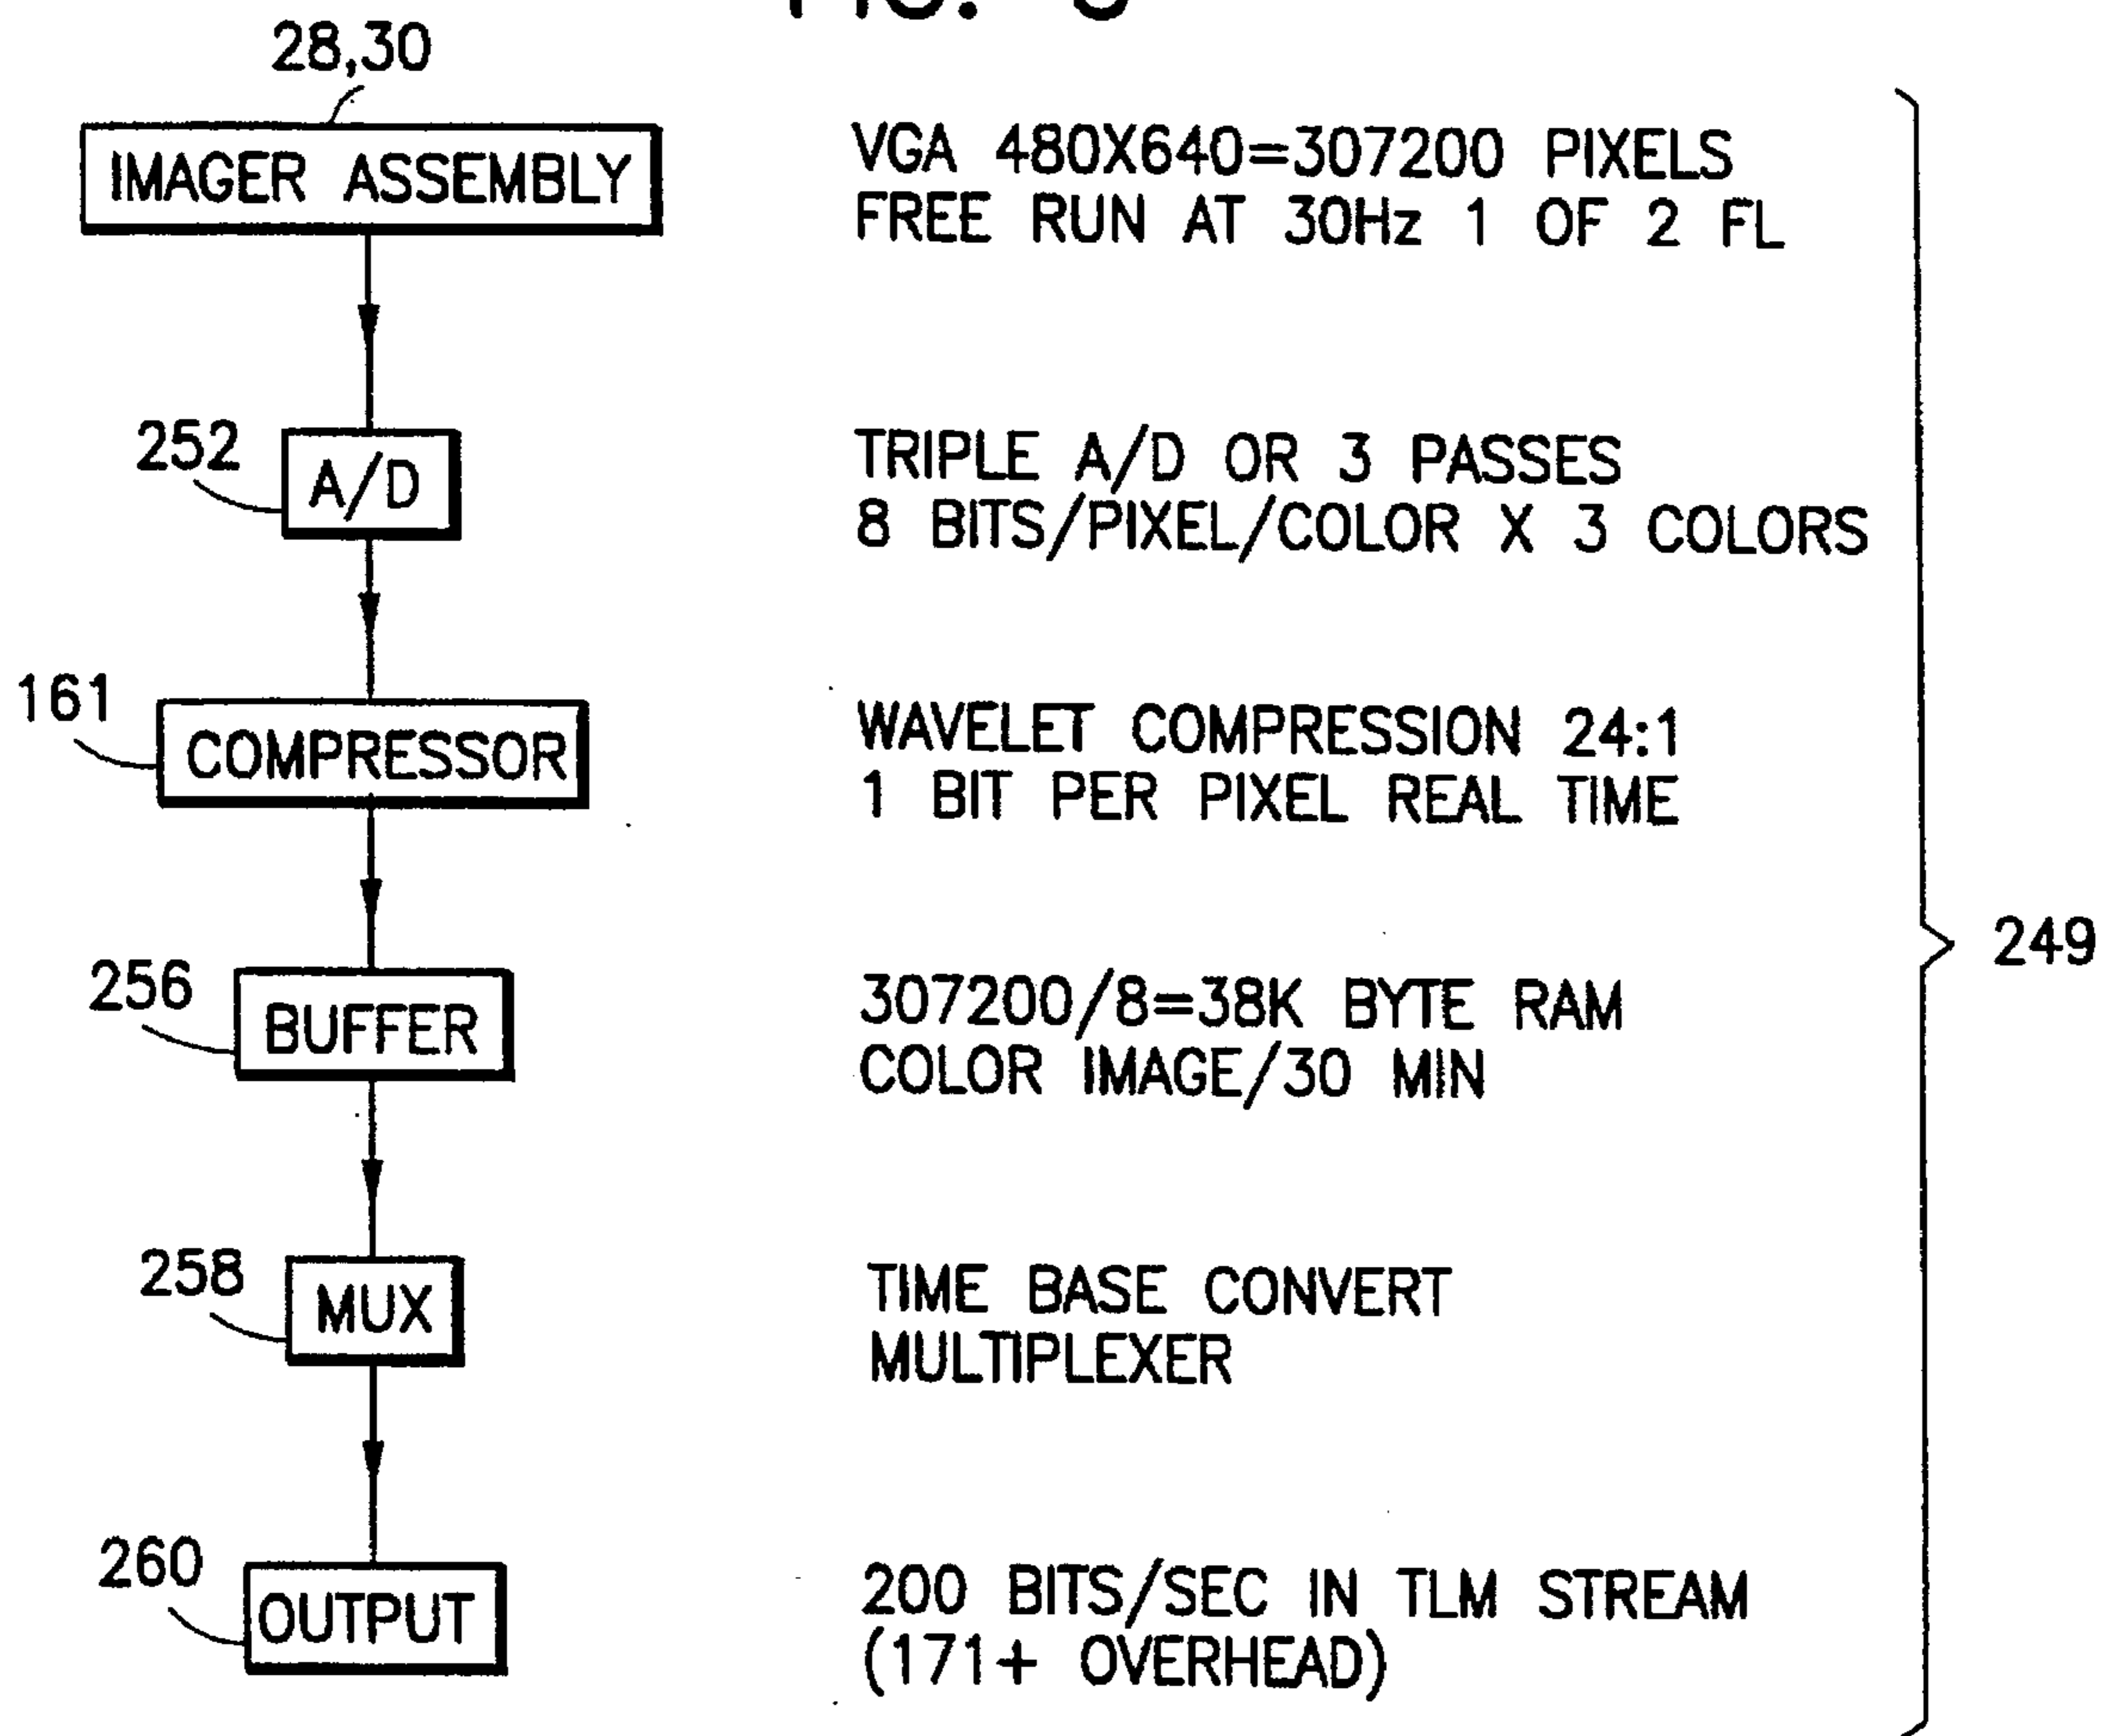 28,30
IMAGER ASSEMBLY
VGA 480X640=307200 PIXELS
FREE RUN AT 30Hz 1 OF 2 FL
252
A/D
TRIPLE A/D OR 3 PASSES
8 BITS/PIXEL/COLOR X 3 COLORS
161
COMPRESSOR
WAVELET COMPRESSION 24:1
1 BIT PER PIXEL REAL TIME
249
256
BUFFER
307200/8=38K BYTE RAM
COLOR IMAGE/30 MIN
258
MUX
TIME BASE CONVERT
MULTIPLEXER
260
OUTPUT
200 BITS/SEC IN TLM STREAM
(171+ OVERHEAD)